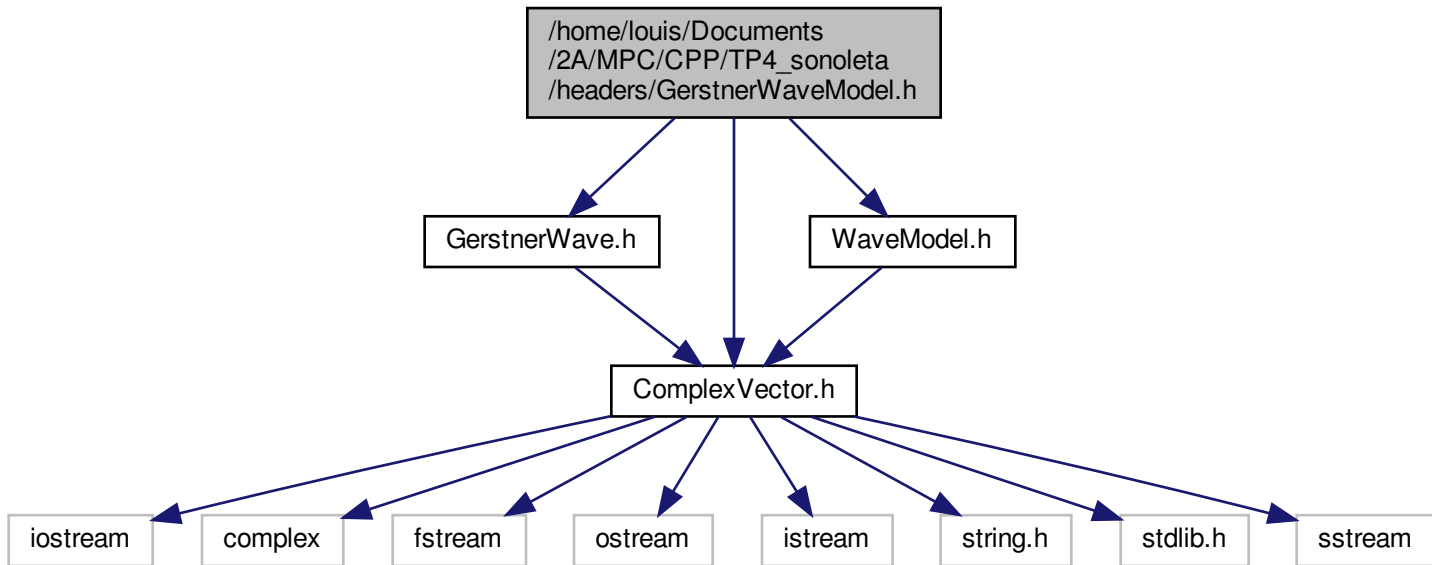 /home/louis/Documents
/2A/MPC/CPP/TP4_sonoleta
/headers/GerstnerWaveModel.h
GerstnerWave.h
WaveModel.h
ComplexVector.h
iostream
complex
fstream
ostream
istream
string.h
stdlib.h
sstream